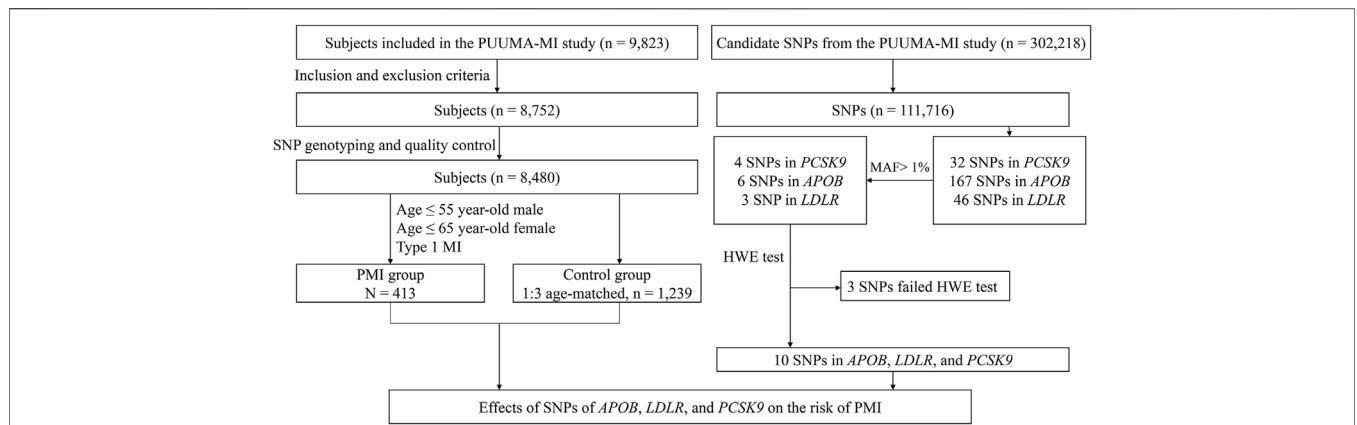 Subjects included in the PUUMA-MI study (n = 9,823)
Inclusion and exclusion criteria
Subjects (n = 8,752)
SNP genotyping and quality control
Subjects (n = 8,480)
Age ≤ 55 year-old male
Age ≤ 65 year-old female
Type 1 MI
PMI group
N = 413
Control group
1:3 age-matched, n = 1,239
Candidate SNPs from the PUUMA-MI study (n = 302,218)
SNPs (n = 111,716)
32 SNPs in PCSK9
167 SNPs in APOB
46 SNPs in LDLR
MAF> 1%
4 SNPs in PCSK9
6 SNPs in APOB
3 SNP in LDLR
HWE test
3 SNPs failed HWE test
10 SNPs in APOB, LDLR, and PCSK9
Effects of SNPs of APOB, LDLR, and PCSK9 on the risk of PMI